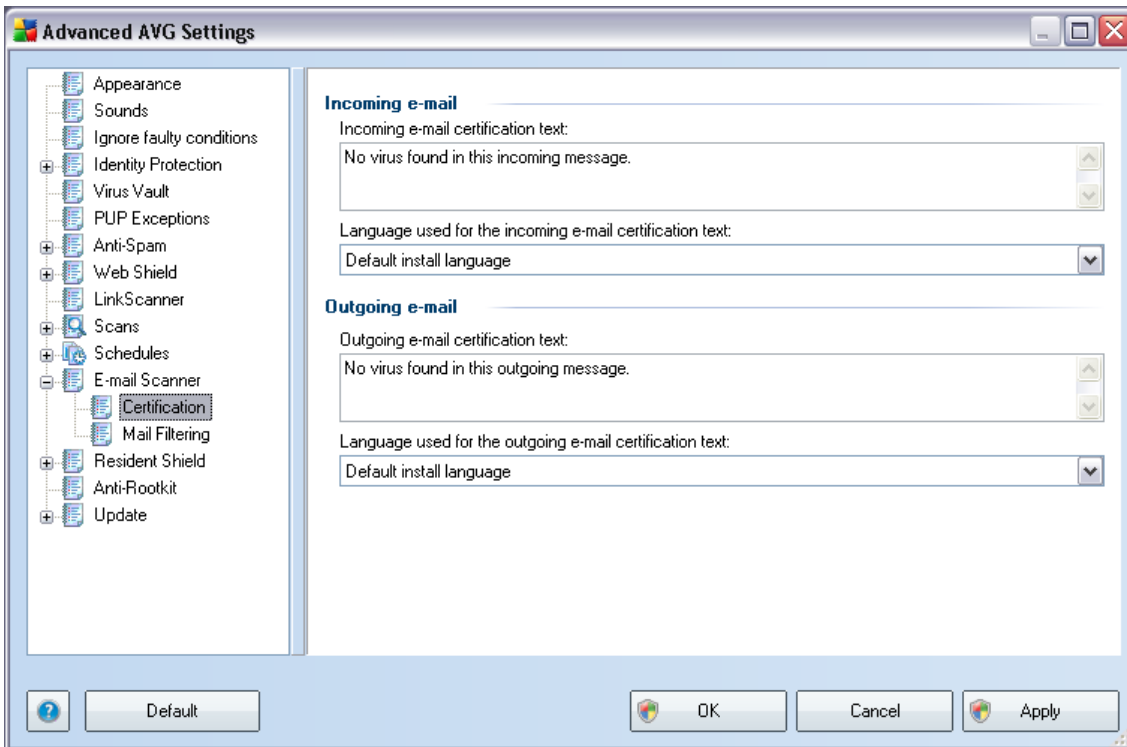 Advanced AVG Settings
Appearance
Sounds
Ignore faulty conditions
Identity Protection
Virus Vault
PUP Exceptions
Anti-Spam
Web Shield
LinkScanner
Scans
Schedules
E-mail Scanner
Certification
Mail Filtering
Resident Shield
Anti-Rootkit
Update
Incoming e-mail
Incoming e-mail certification text:
No virus found in this incoming message.
Language used for the incoming e-mail certification text:
Default install language
Outgoing e-mail
Outgoing e-mail certification text:
No virus found in this outgoing message.
Language used for the outgoing e-mail certification text:
Default install language
Default
OK
Cancel
Apply